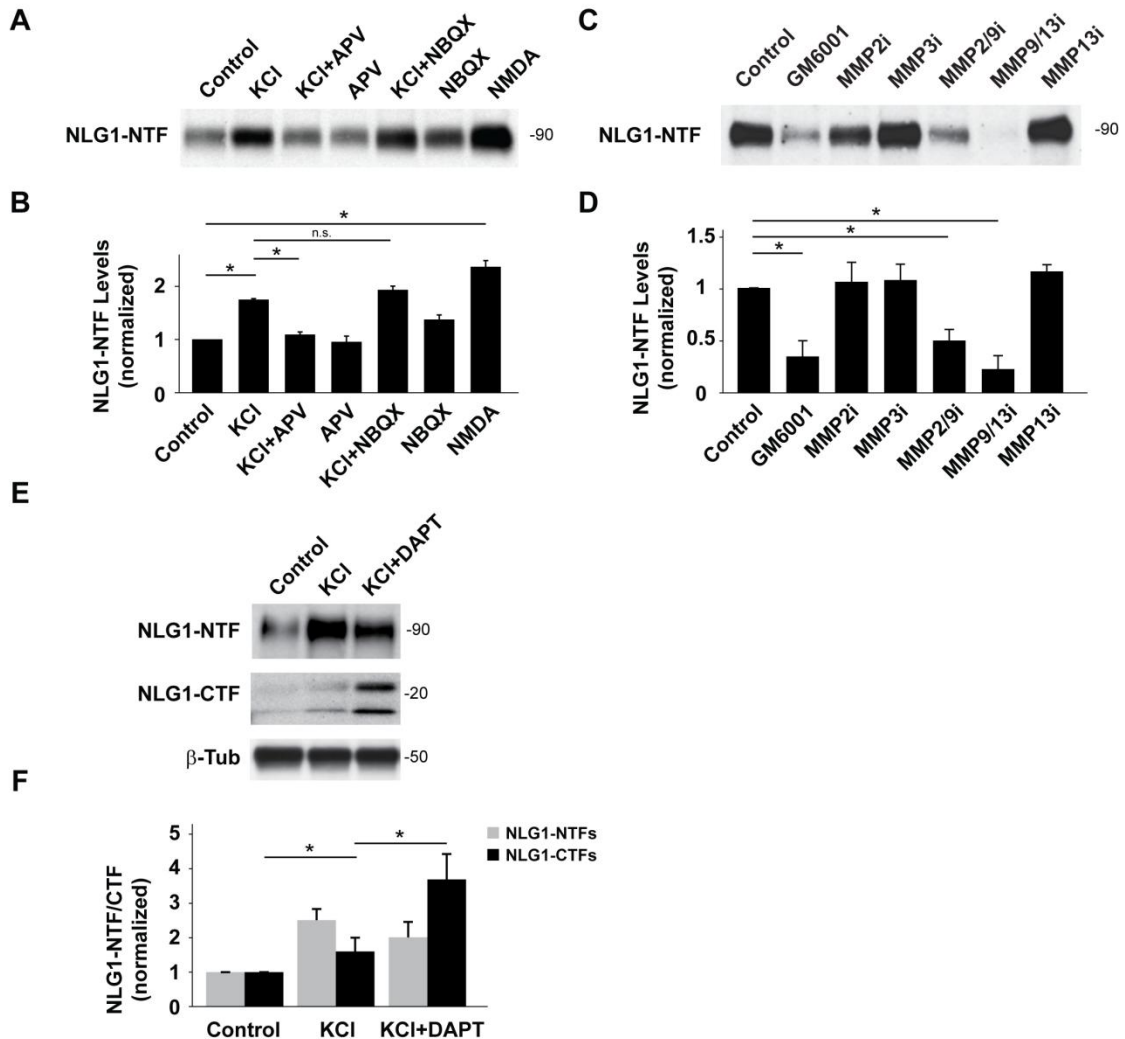 A
Control
KCl
KCl+APV
APV
KCl+NBQX
NBQX
NMDA
NLG1-NTF
-90
B
NLG1-NTF Levels
(normalized)
2
1
0
*
*
n.s.
*
Control
KCl
KCl+APV
APV
KCl+NBQX
NBQX
NMDA
C
Control
GM6001
MMP2i
MMP3i
MMP2/9i
MMP9/13i
MMP13i
NLG1-NTF
-90
D
NLG1-NTF Levels
(normalized)
1.5
1
0.5
0
*
*
*
Control
GM6001
MMP2i
MMP3i
MMP2/9i
MMP9/13i
MMP13i
E
Control
KCl
KCl+DAPT
NLG1-NTF
-90
NLG1-CTF
-20
β-Tub
-50
F
NLG1-NTF/CTF
(normalized)
5
4
3
2
1
0
*
*
NLG1-NTFs
NLG1-CTFs
Control
KCl
KCl+DAPT